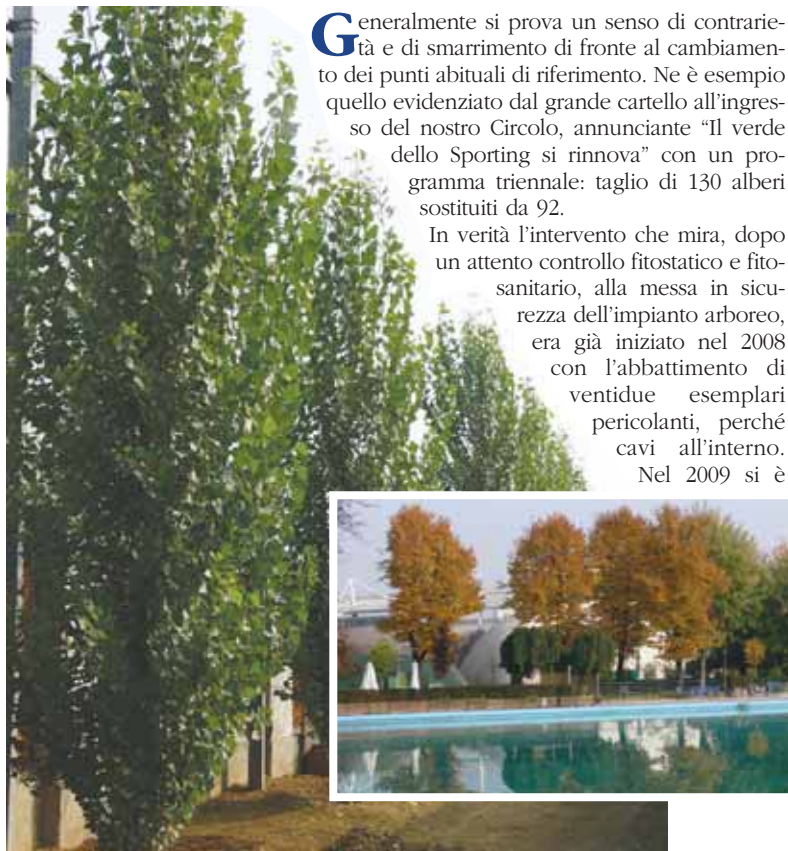 Generalmente si prova un senso di contrarie-
tà e di smarrimento di fronte al cambiamen-
to dei punti abituali di riferimento. Ne è esempio
quello evidenziato dal grande cartello all'ingres-
so del nostro Circolo, annunciante “Il verde
dello Sporting si rinnova” con un pro-
gramma triennale: taglio di 130 alberi
sostituiti da 92.
In verità l'intervento che mira, dopo
un attento controllo fitostatico e fito-
sanitario, alla messa in sicu-
rezza dell'impianto arboreo,
era già iniziato nel 2008
con l'abbattimento di
ventidue esemplari
pericolanti, perché
cavi all'interno.
Nel 2009 si è